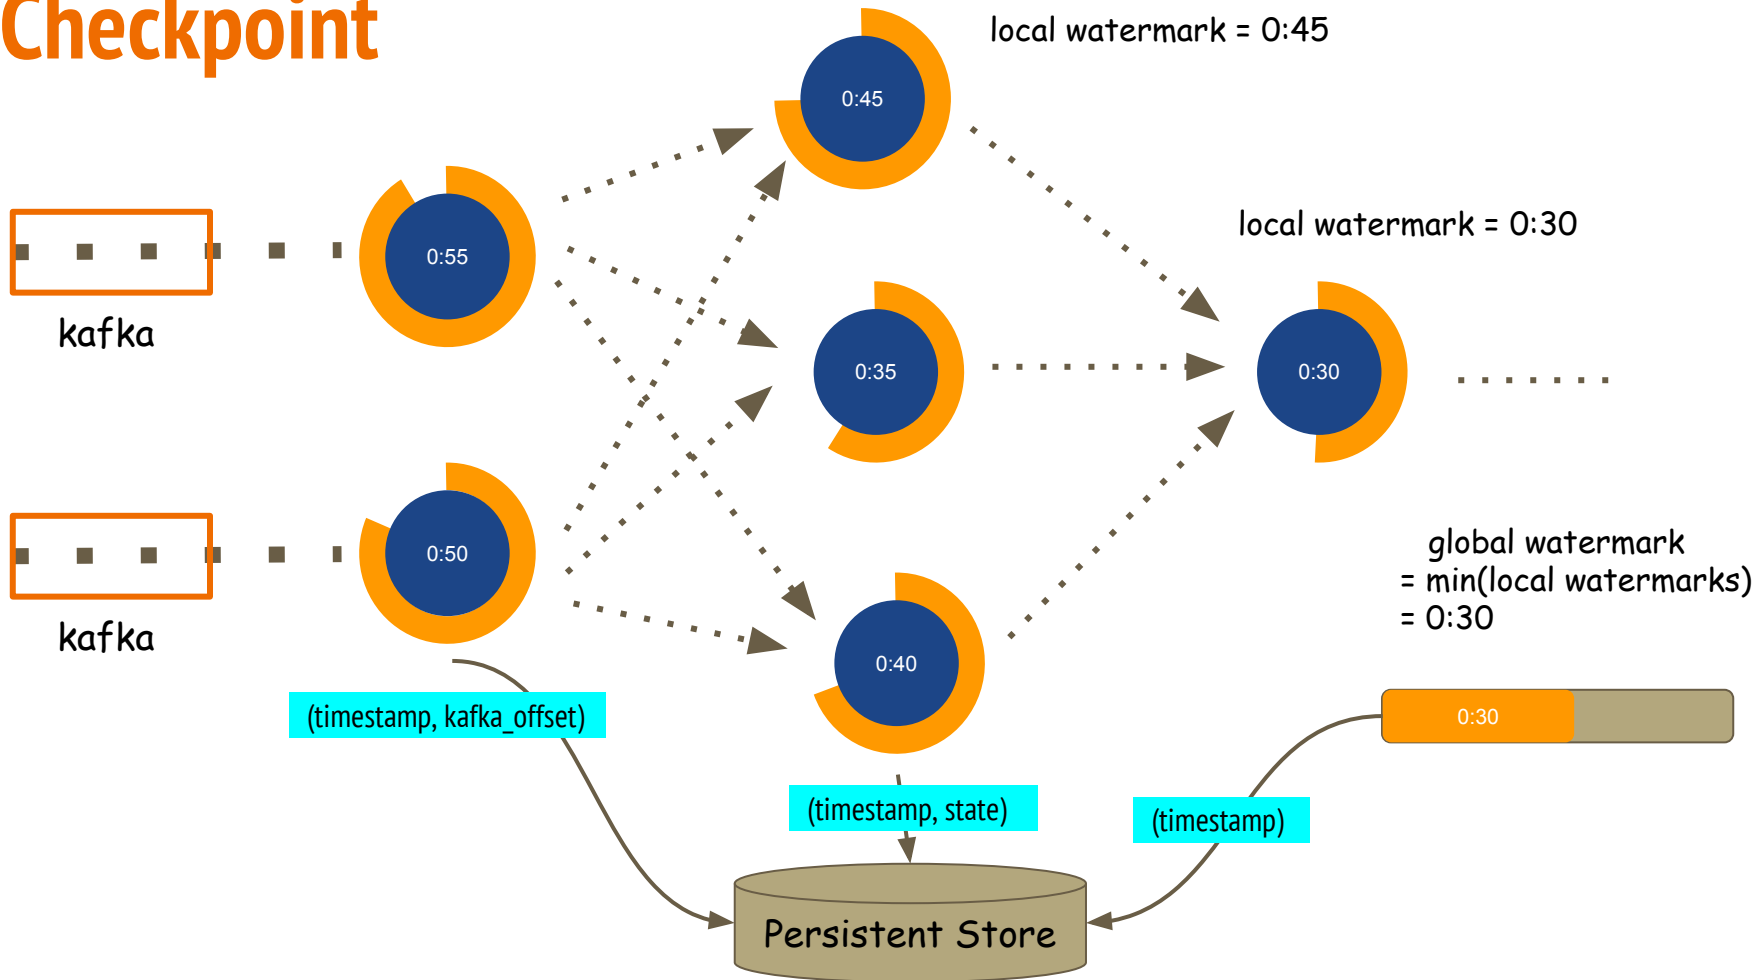 Checkpoint
local watermark = 0:45
0:45
local watermark = 0:30
0:55
kafka
0:35
0:30
0:50
kafka
global watermark
= min(local watermarks)
= 0:30
0:40
(timestamp, kafka_offset)
0:30
(timestamp, state)
(timestamp)
Persistent Store